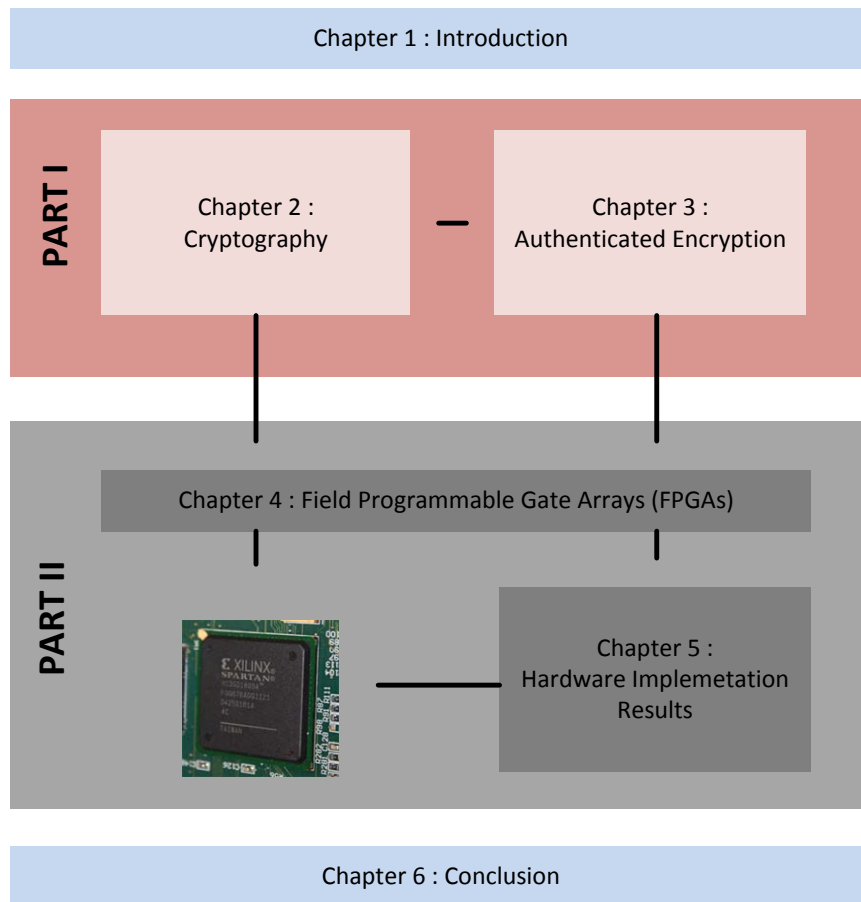 Chapter 1 : Introduction
PART I
Chapter 2 :
Cryptography
Chapter 3 :
Authenticated Encryption
PART II
Chapter 4 : Field Programmable Gate Arrays (FPGAs)
XILINX
SPARTAN
TAIWAN
Chapter 5 :
Hardware Implemetation
Results
Chapter 6 : Conclusion